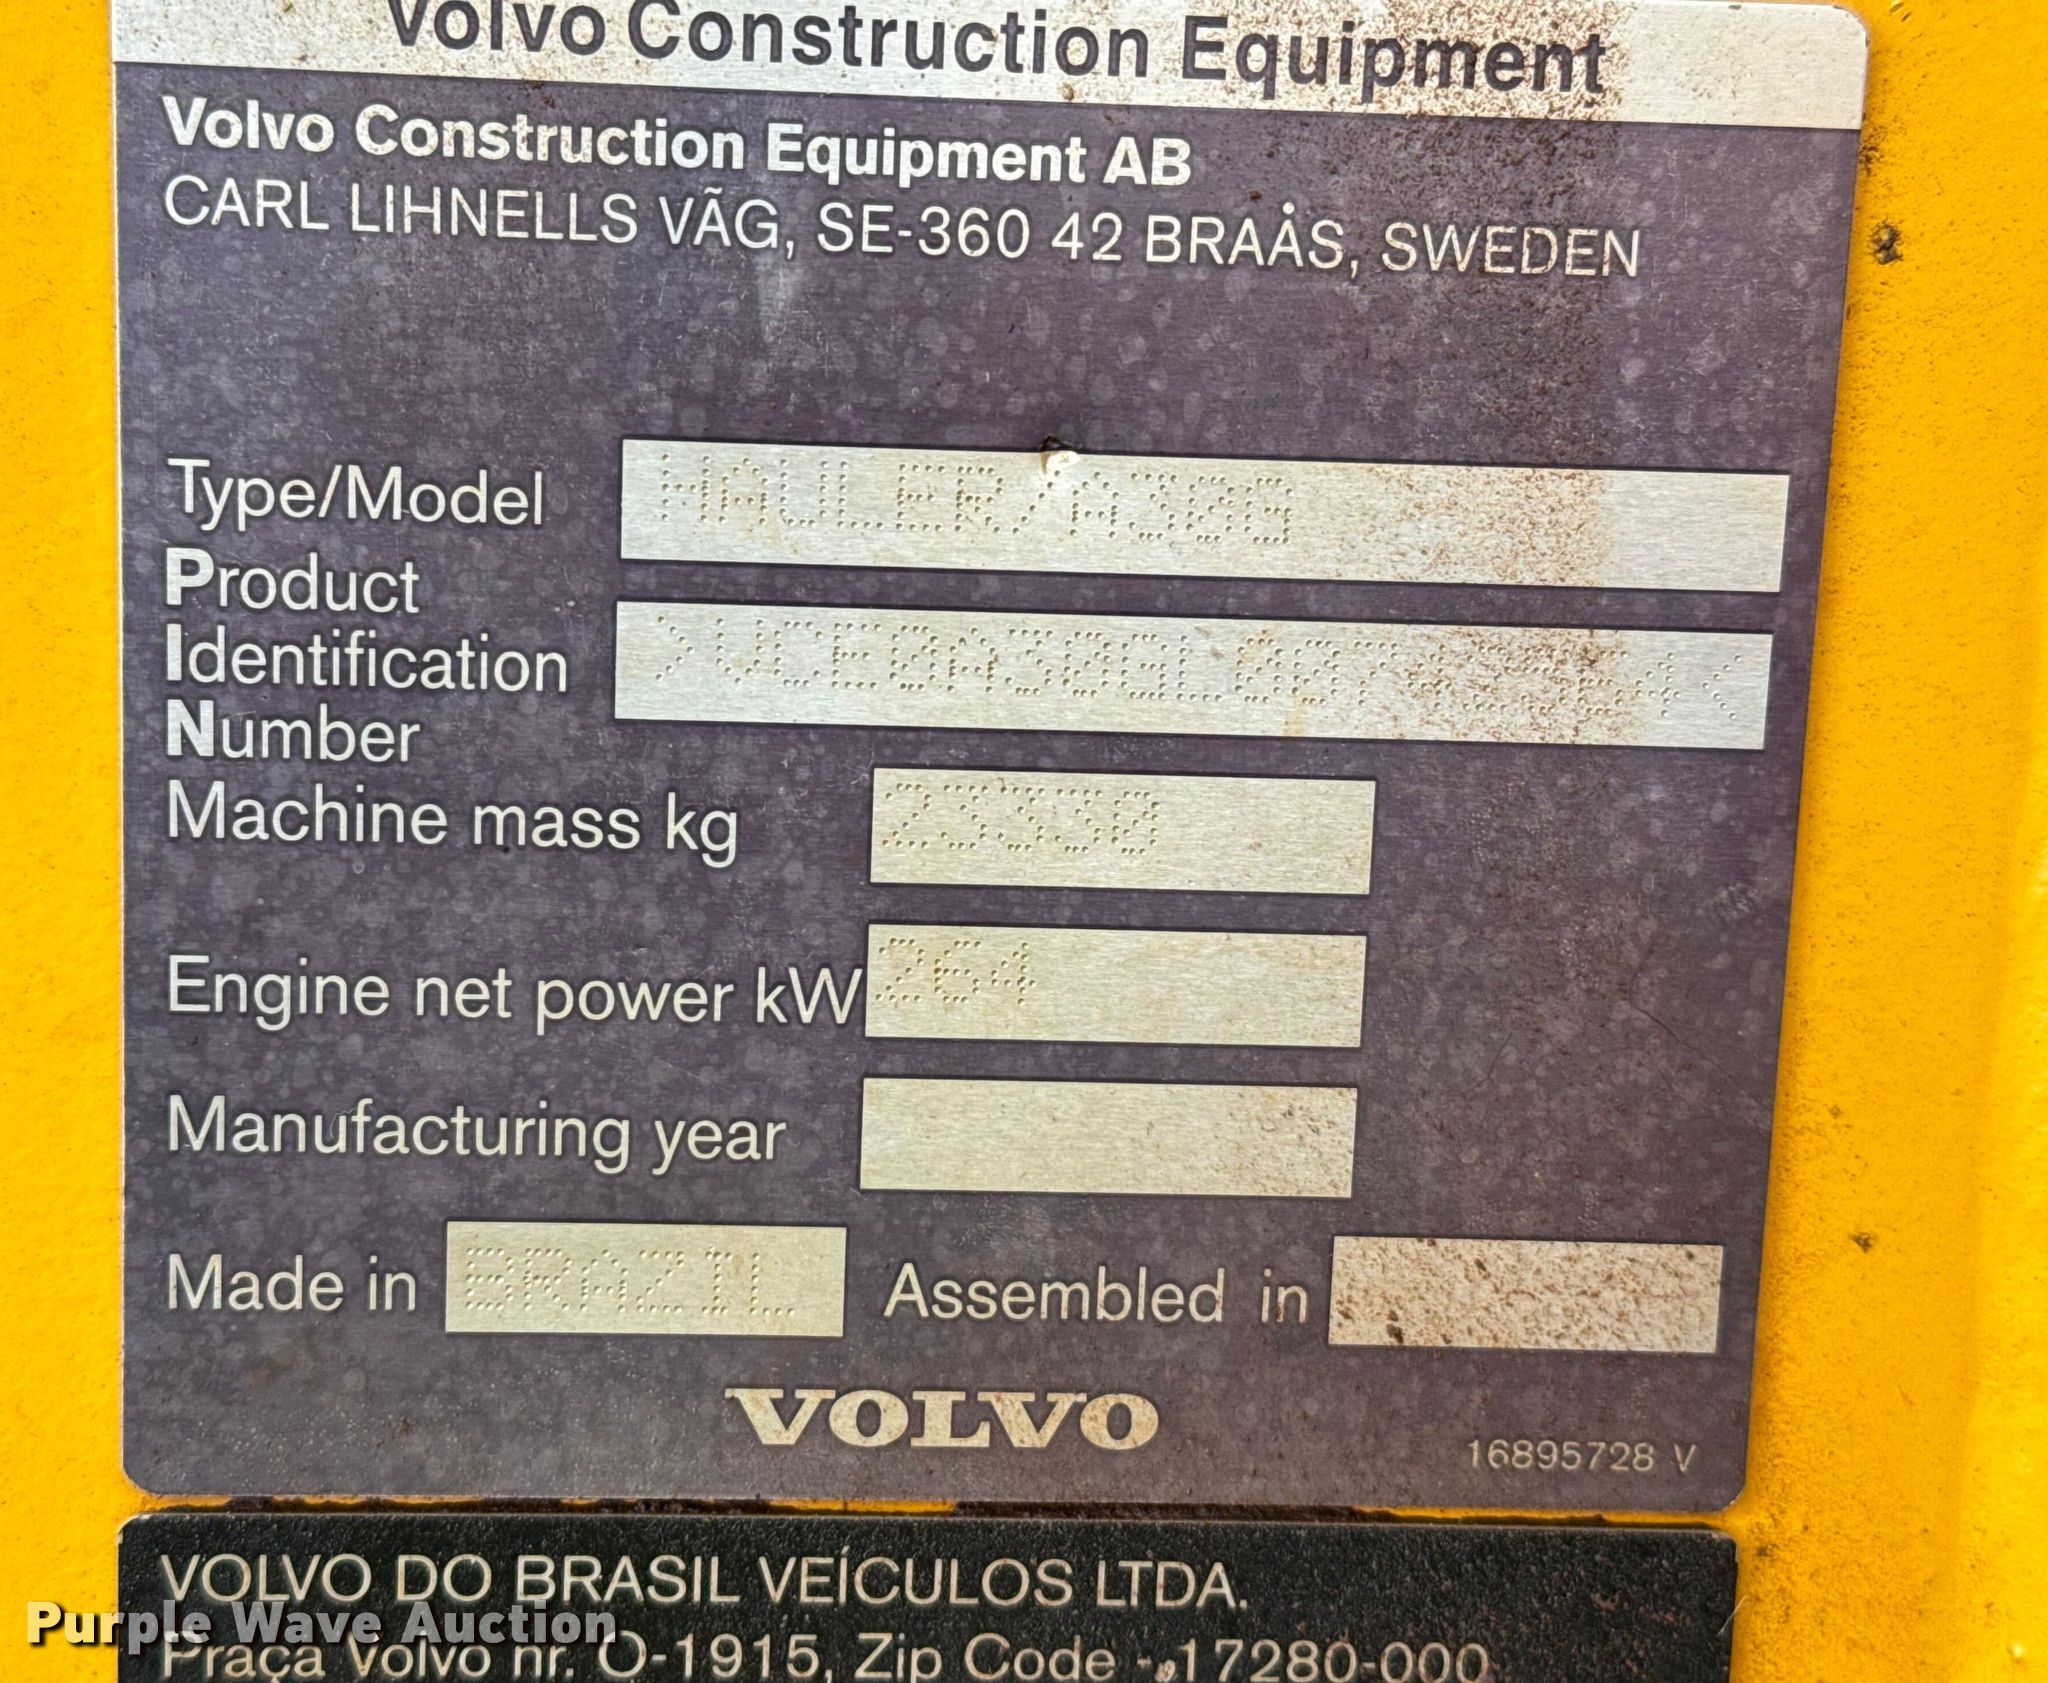 Volvo Construction Equipment
Volvo Construction Equipment AB
CARL LIHNELLS VÃG, SE-360 42 BRAÅS, SWEDEN
Type/Model HAULER/A30G
Product
Identification
Number
Machine mass kg 23330
Engine net power kW 264
Manufacturing year
Made in BRAZIL Assembled in
VOLVO
16895728 V
VOLVO DO BRASIL VEÍCULOS LTDA.
Purple Wave Auction
Praça Volvo nr. O-1915, Zip Code - 17280-000